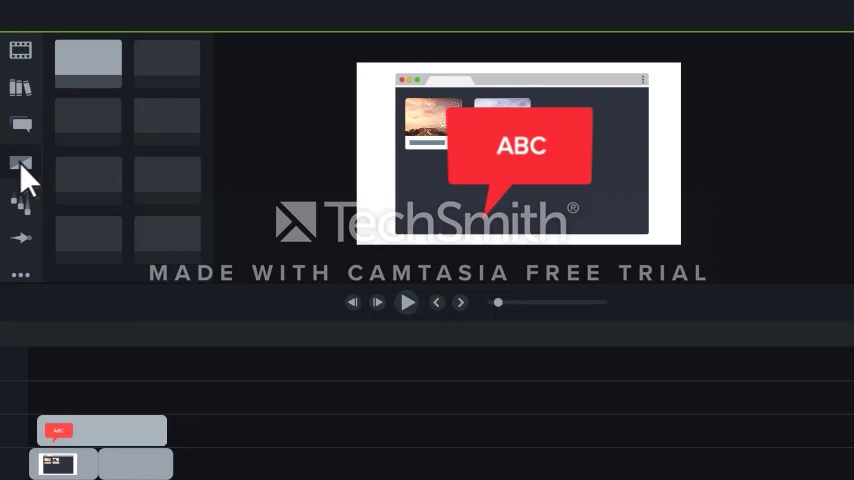 ABC
TechSmith®
MADE WITH CAMTASIA FREE TRIAL
ABC